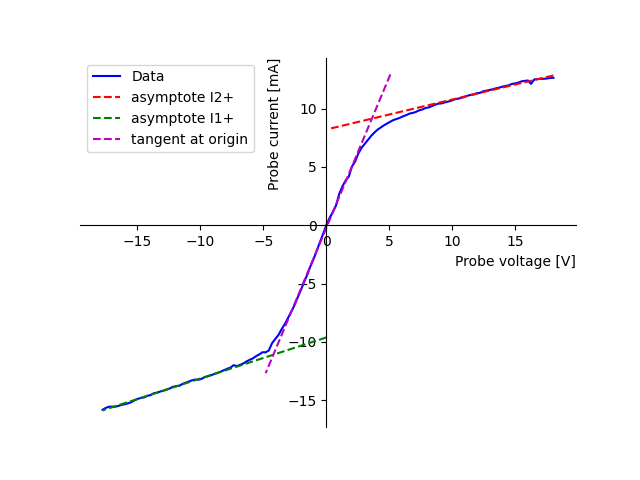 Data
asymptote I2+
asymptote I1+
tangent at origin
Probe current [mA]
10
5
0
−15 −10 −5 0 5 10 15
Probe voltage [V]
−5
−10
−15